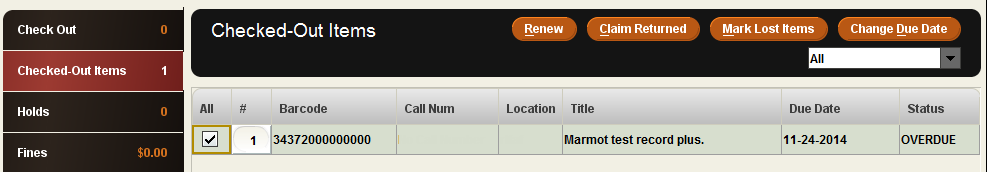 Check Out 0
Checked-Out Items 1
Holds 0
Fines $0.00
Checked-Out Items
Renew Claim Returned Mark Lost Items Change Due Date
All
All # Barcode Call Num Location Title Due Date Status
1 34372000000000 Marmot test record plus. 11-24-2014 OVERDUE